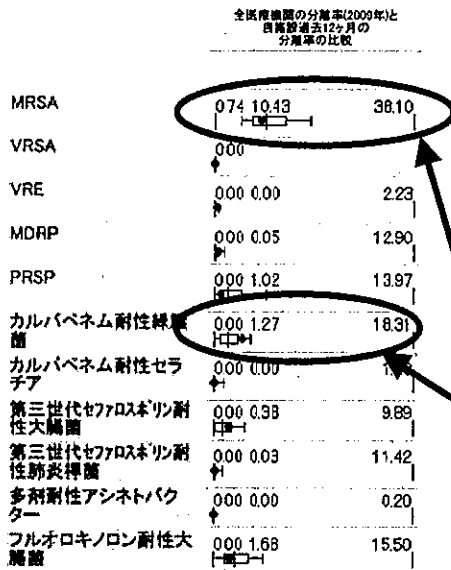 全医療機関の分離率(2009年)と
自施設過去12ヶ月の
分離率の比較
MRSA 0.74 10.43 38.10
VRSA 0.00
VRE 0.00 0.00 2.23
MDRP 0.00 0.05 12.90
PRSP 0.00 1.02 13.97
カルバペネム耐性緑膿 0.00 1.27 18.31
菌
カルバペネム耐性セラ 0.00 0.00
チア
第三世代セファロスポリン耐 0.00 0.38 9.89
性大腸菌
第三世代セファロスポリン耐 0.00 0.03 11.42
性肺炎桿菌
多剤耐性アシネトバク 0.00 0.00 0.20
ター
フルオロキノロン耐性大 0.00 1.68 15.50
腸菌